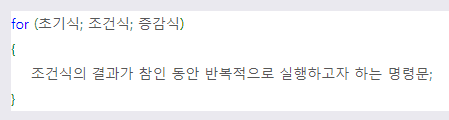 for (초기식; 조건식; 증감식)
{
조건식의 결과가 참인 동안 반복적으로 실행하고자 하는 명령문;
}